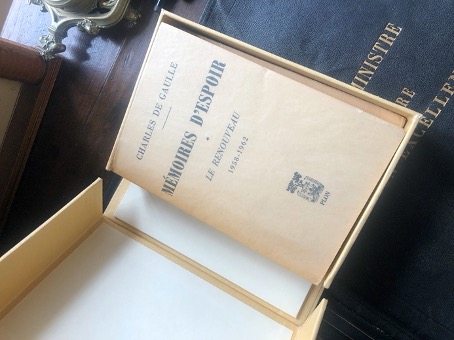 CHARLES DE GAULLE
MÉMOIRES D'ESPOIR
*
LE RENOUVEAU
1958-1962
PLON
MINISTRE